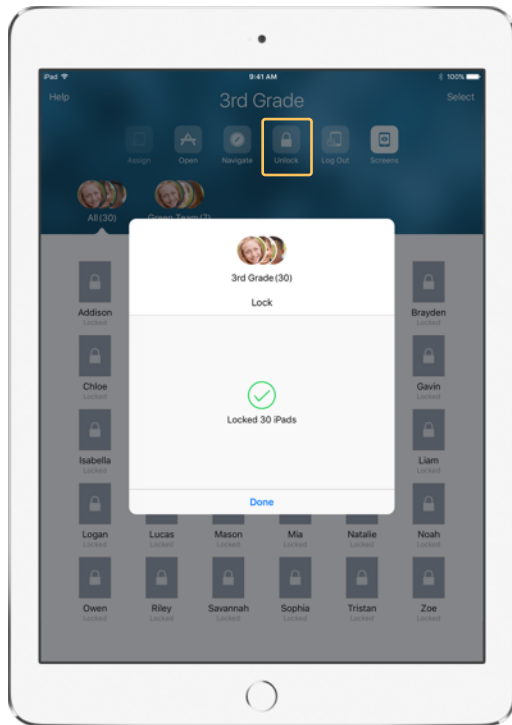 iPad 9:41 AM 100%
Help 3rd Grade Select
Assign Open Navigate Unlock Log Out Screens
All (30) Green Team (7)
3rd Grade (30)
Lock
Addison Brayden
Locked Locked
Chloe Gavin
Locked Locked
Locked 30 iPads
Isabella Liam
Locked Locked
Done
Logan Lucas Mason Mia Natalie Noah
Locked Locked Locked Locked Locked Locked
Owen Riley Savannah Sophia Tristan Zoe
Locked Locked Locked Locked Locked Locked